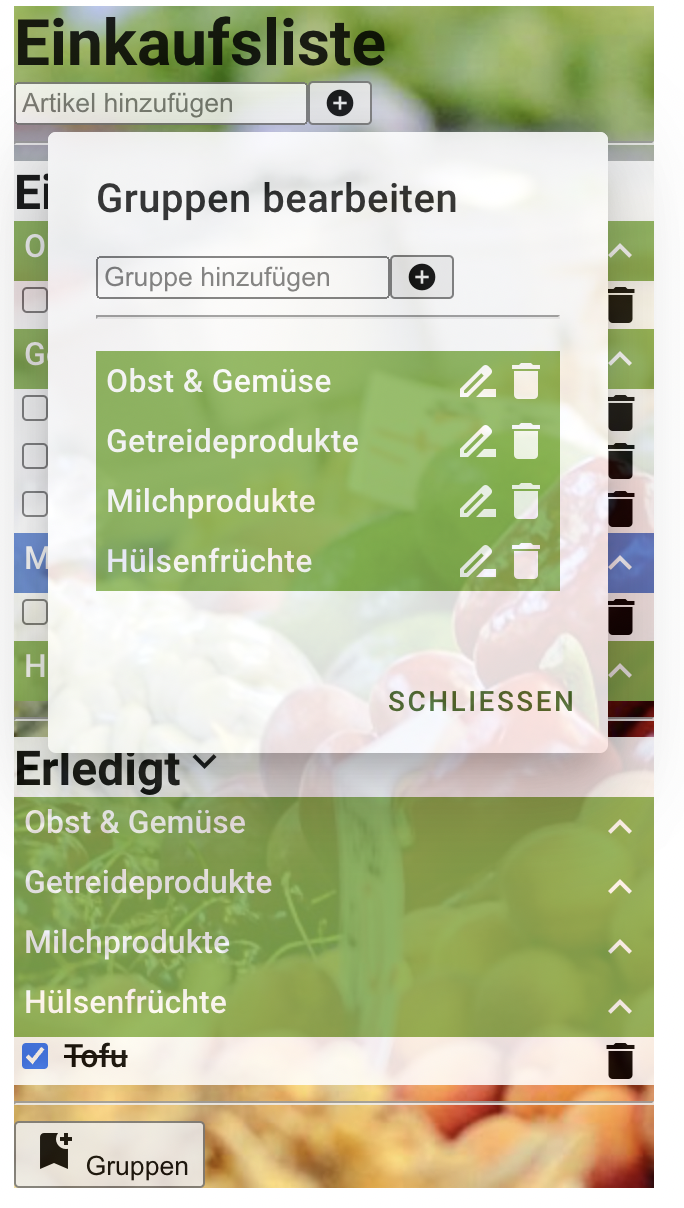 Einkaufsliste
Artikel hinzufügen
Ei
Gruppen bearbeiten
O
Gruppe hinzufügen
G
Obst & Gemüse
Getreideprodukte
Milchprodukte
M
Hülsenfrüchte
H
SCHLIESSEN
Erledigt
Obst & Gemüse
Getreideprodukte
Milchprodukte
Hülsenfrüchte
Tofu
Gruppen